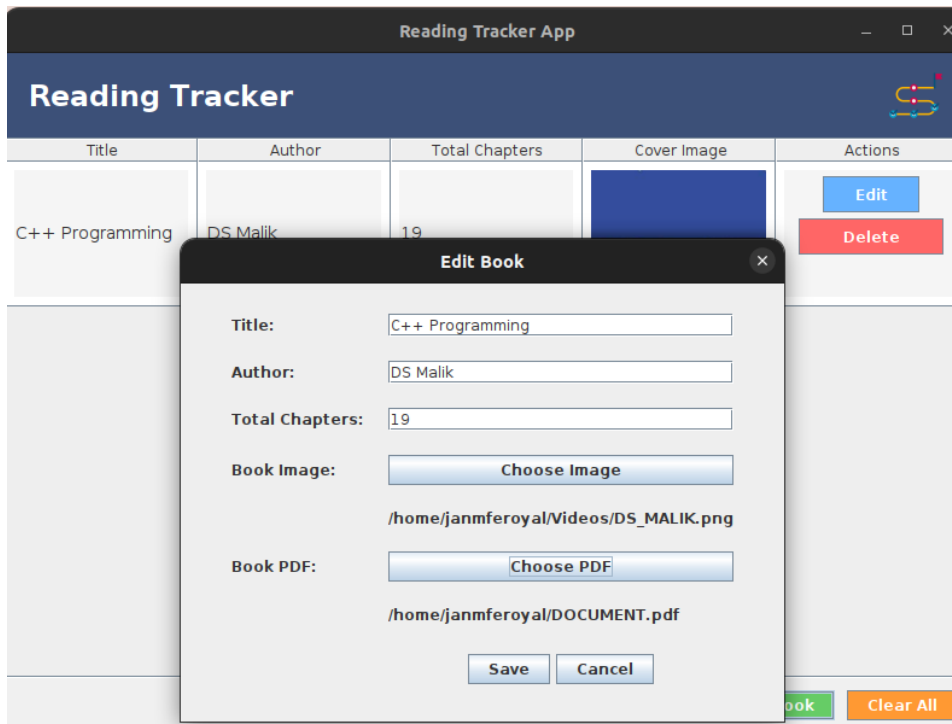 Reading Tracker App
Reading Tracker
Title Author Total Chapters Cover Image Actions
C++ Programming DS Malik 19 Edit
Delete
Edit Book
Title: C++ Programming
Author: DS Malik
Total Chapters: 19
Book Image: Choose Image
/home/janmferoyal/Videos/DS_MALIK.png
Book PDF: Choose PDF
/home/janmferoyal/DOCUMENT.pdf
Save Cancel
ook Clear All